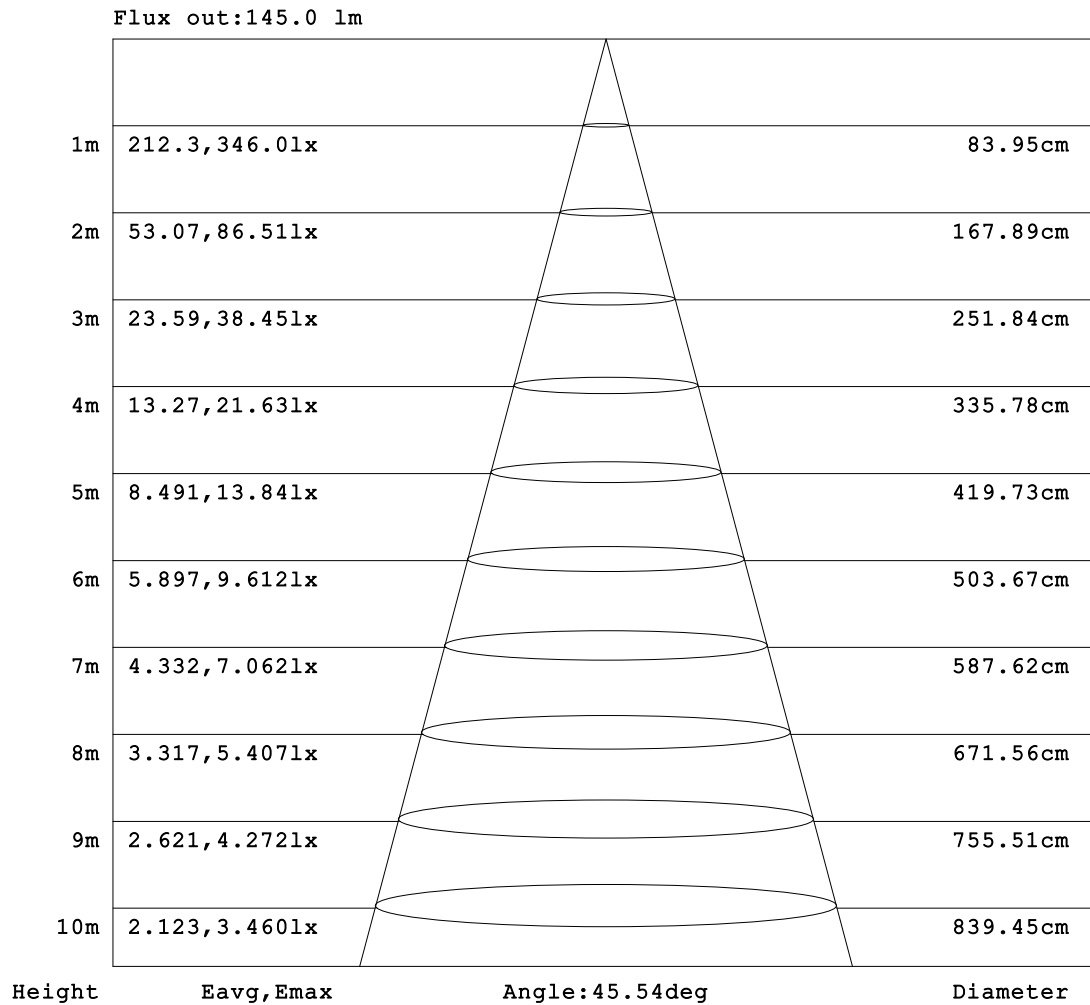 Flux out:145.0 lm
1m 212.3,346.0lx 83.95cm
2m 53.07,86.51lx 167.89cm
3m 23.59,38.45lx 251.84cm
4m 13.27,21.63lx 335.78cm
5m 8.491,13.84lx 419.73cm
6m 5.897,9.612lx 503.67cm
7m 4.332,7.062lx 587.62cm
8m 3.317,5.407lx 671.56cm
9m 2.621,4.272lx 755.51cm
10m 2.123,3.460lx 839.45cm
Height Eavg,Emax Angle:45.54deg Diameter